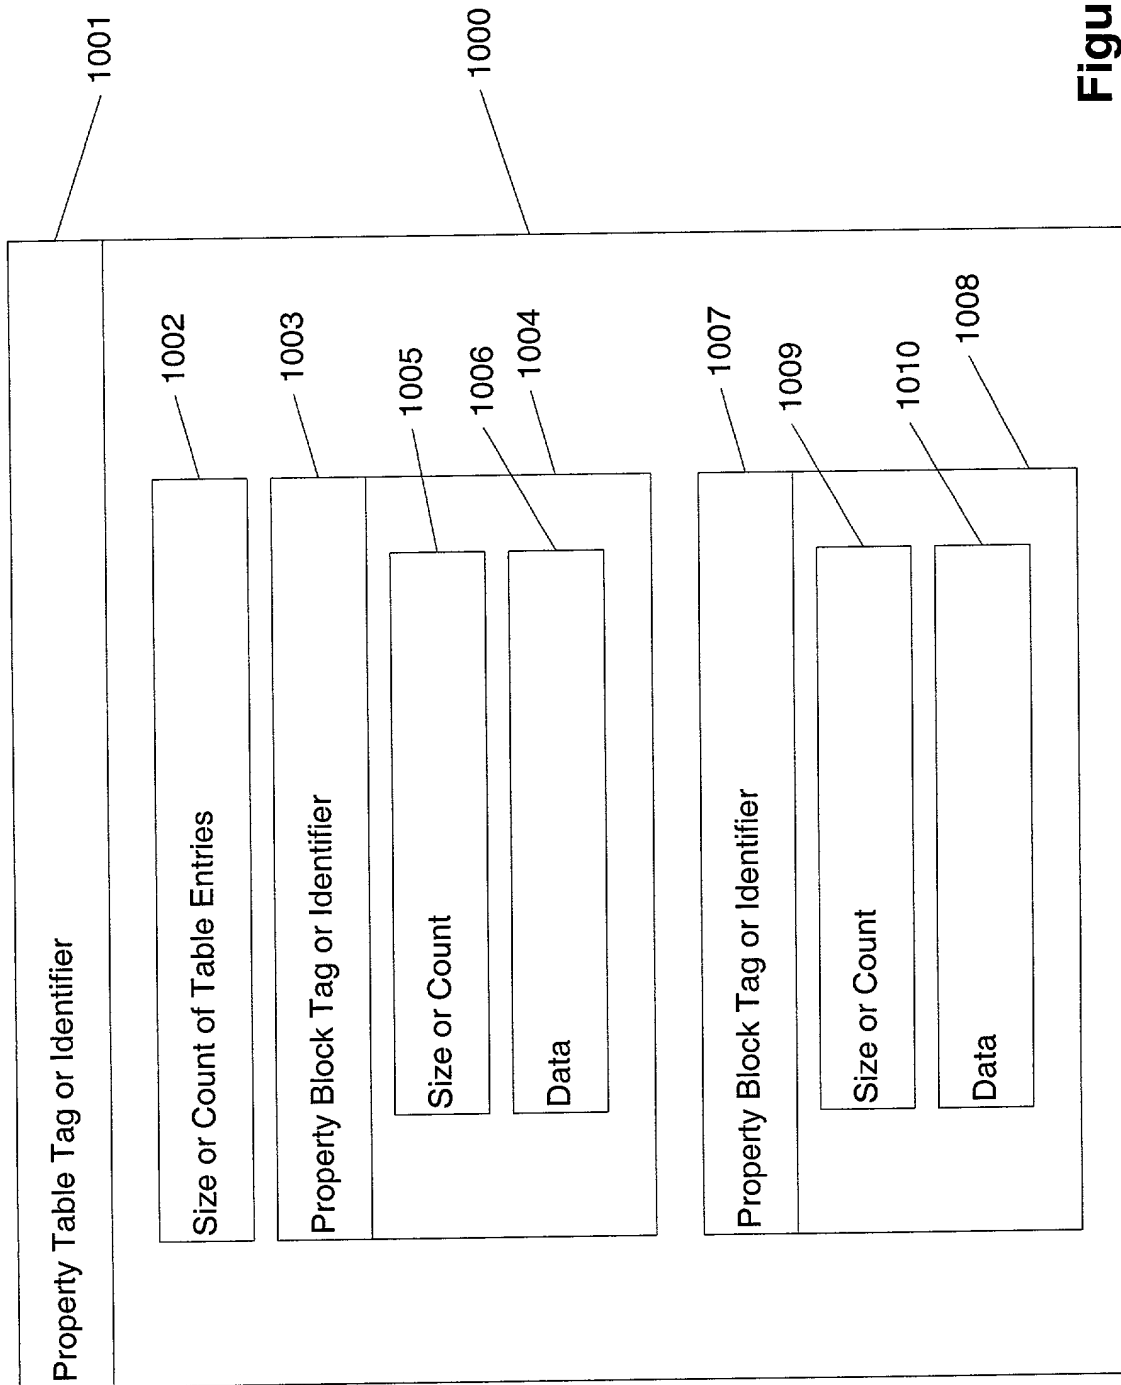 Property Table Tag or Identifier
1001
Size or Count of Table Entries
1002
Property Block Tag or Identifier
1003
Size or Count
1005
Data
1006
1004
1000
Property Block Tag or Identifier
1007
Size or Count
1009
Data
1010
1008
Figu